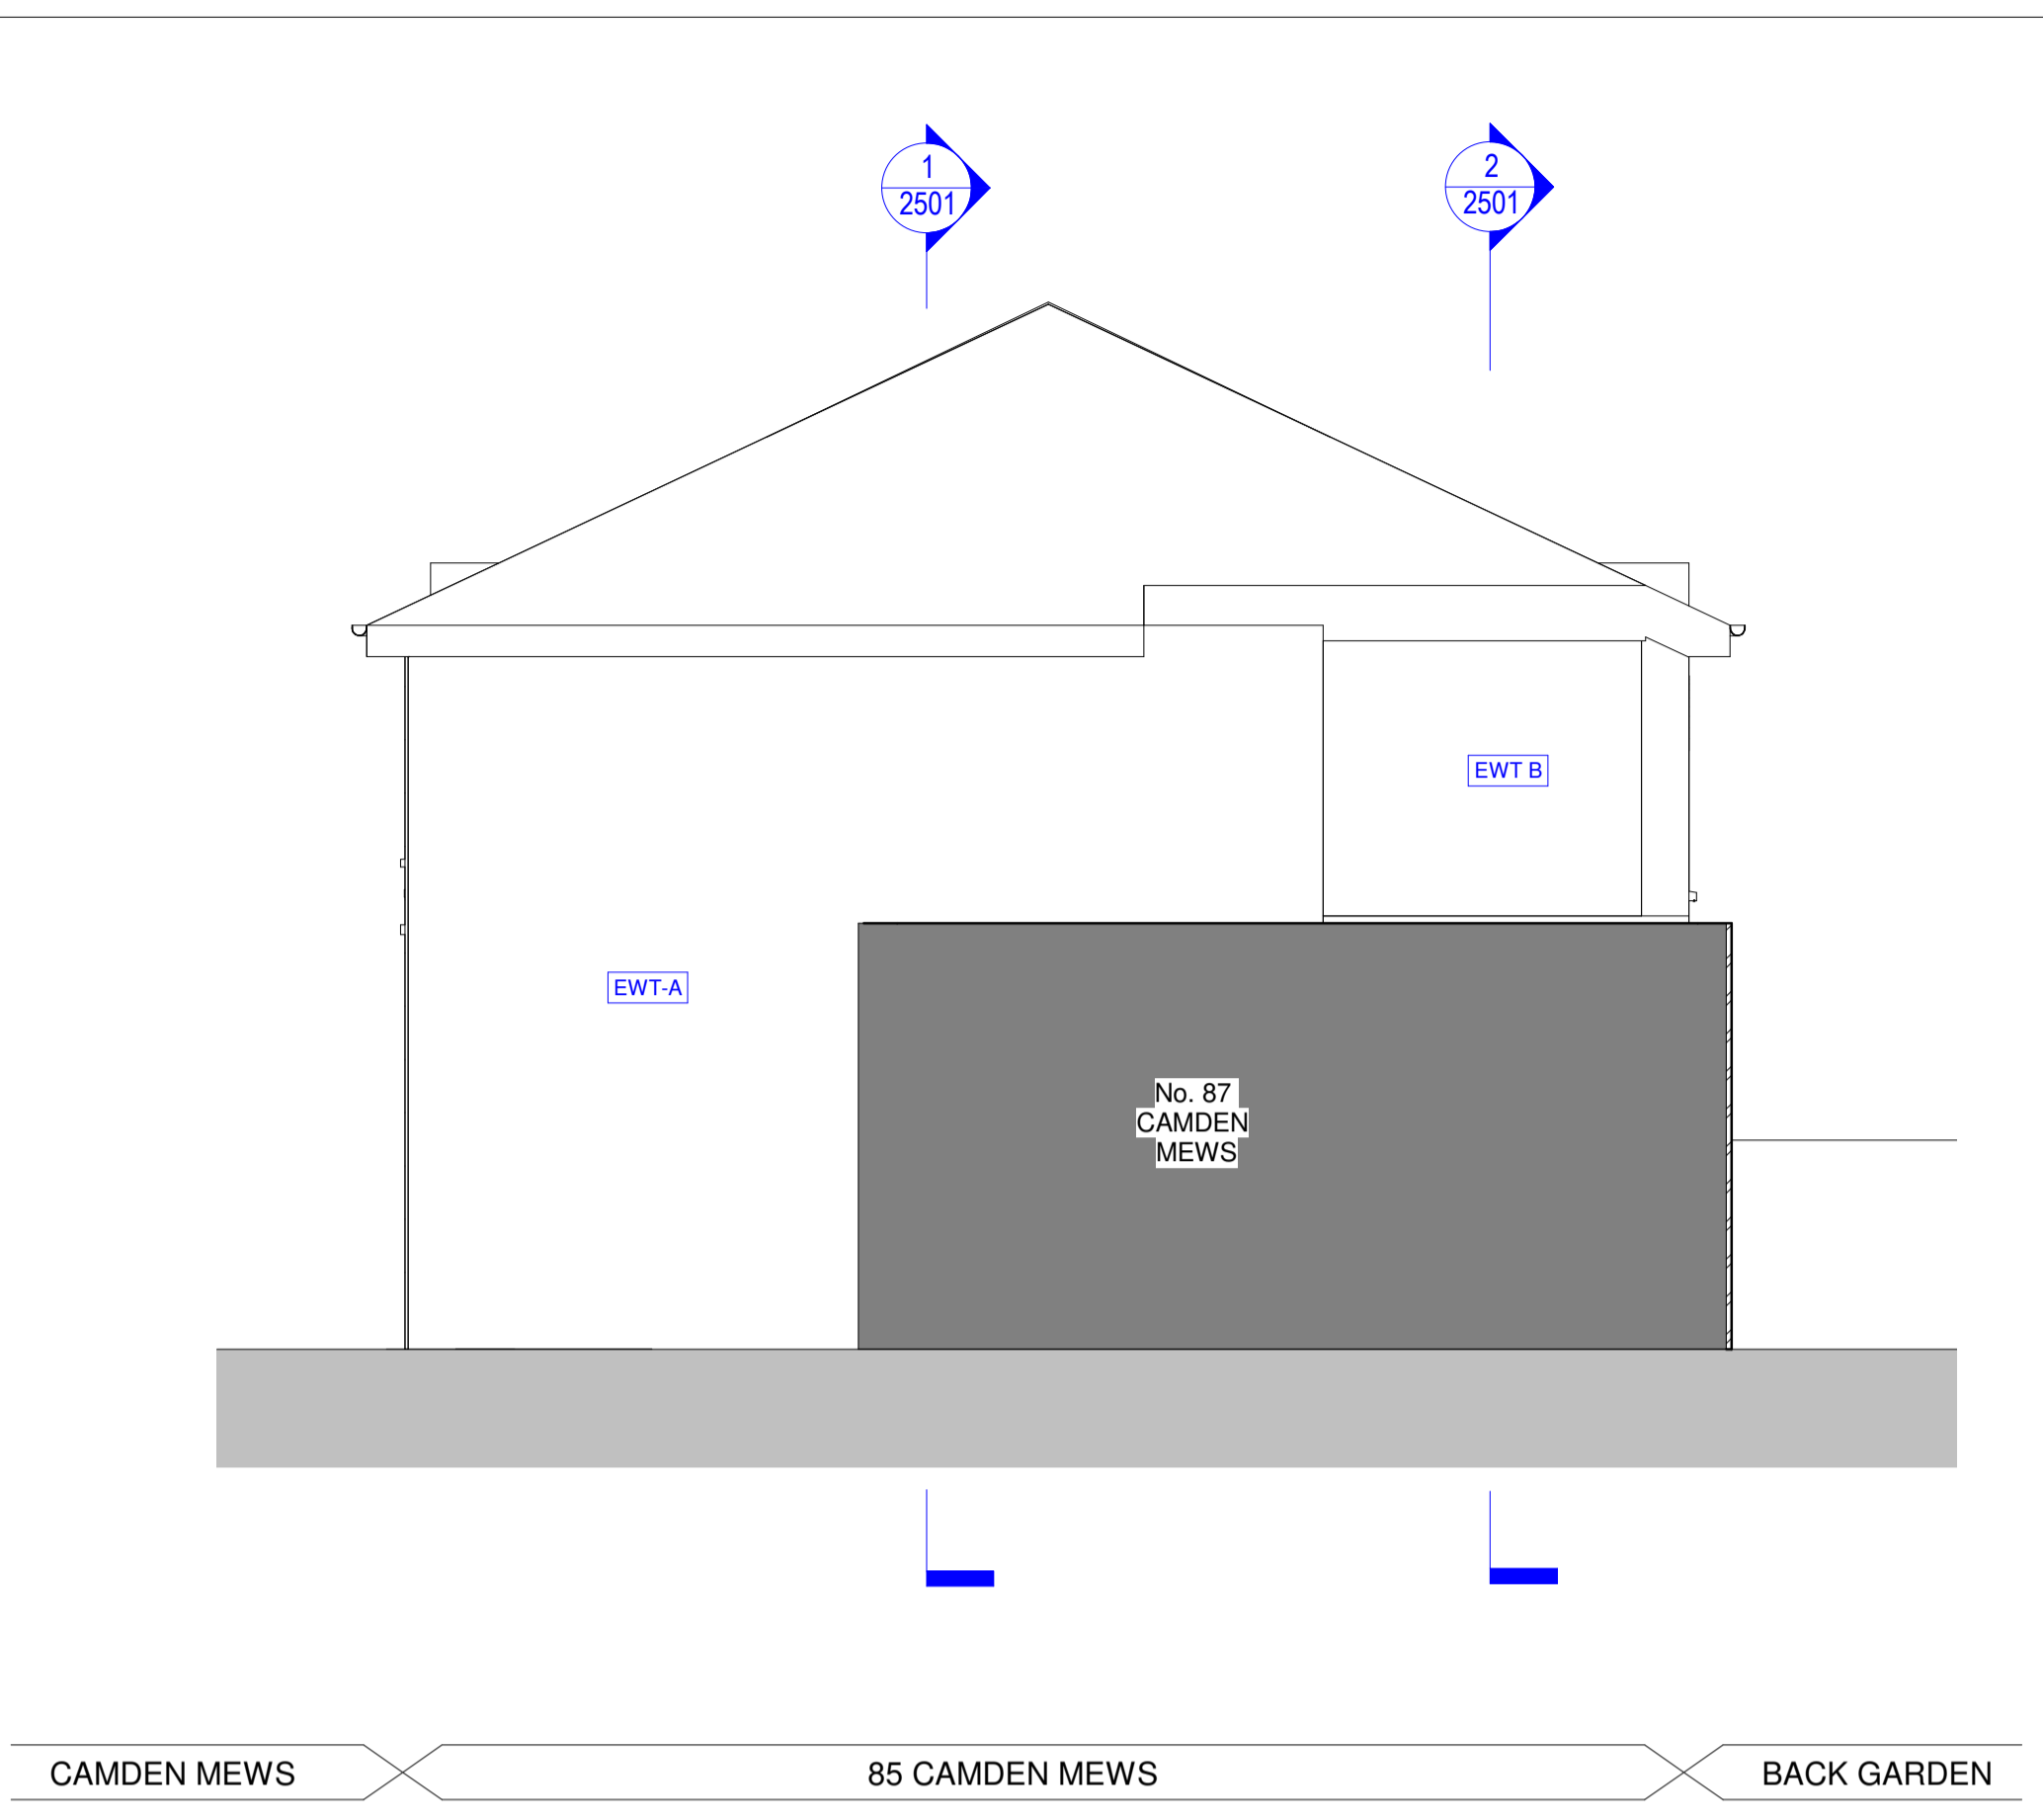 1
2501
2
2501
EWT B
EWT-A
No. 87
CAMDEN
MEWS
CAMDEN MEWS
85 CAMDEN MEWS
BACK GARDEN